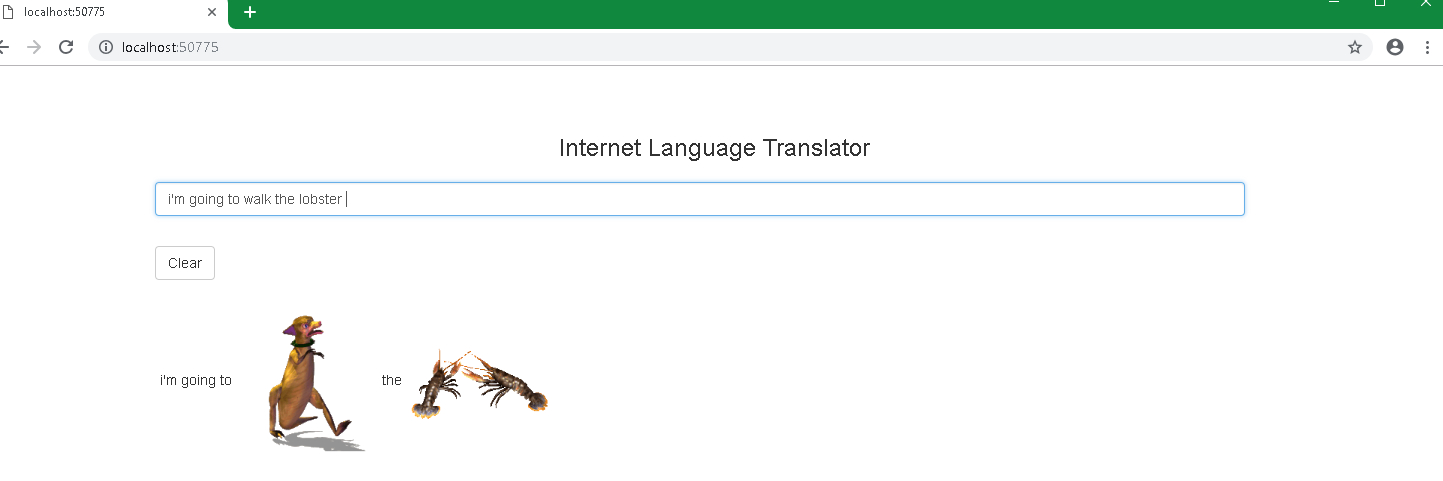 localhost:50775
localhost:50775
Internet Language Translator
i'm going to walk the lobster
Clear
i'm going to the